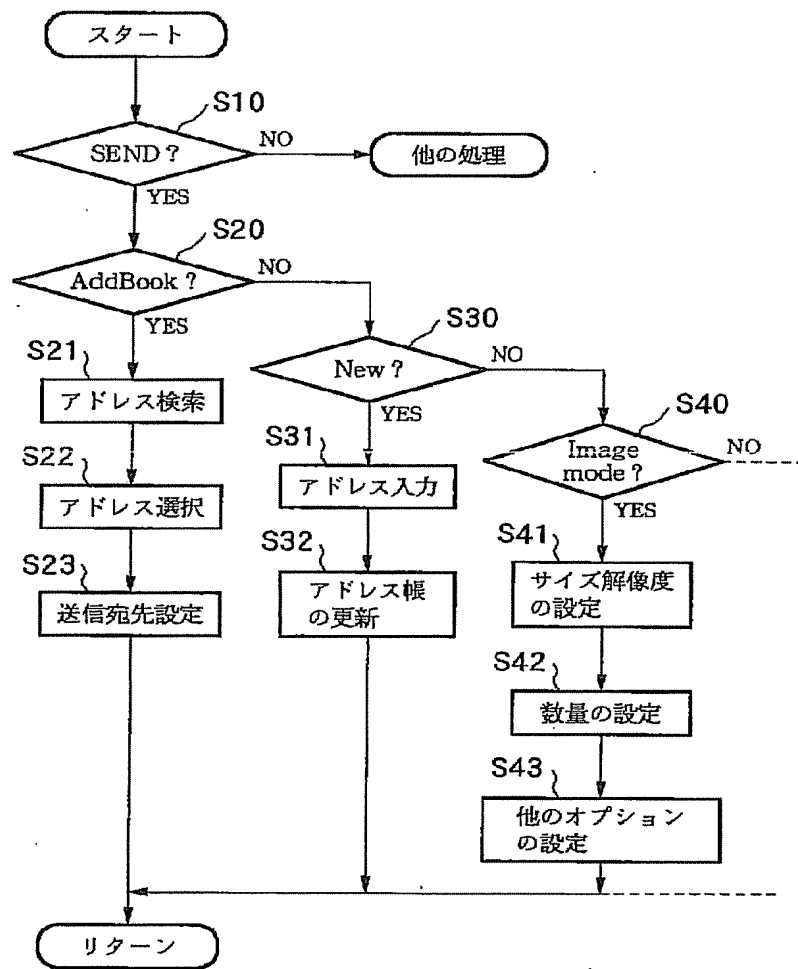 スタート
S10
SEND?
NO
他の処理
YES
S20
AddBook?
NO
YES
S30
New?
NO
YES
S21
アドレス検索
S22
アドレス選択
S23
送信宛先設定
S31
アドレス入力
S32
アドレス帳
の更新
S40
Image
mode?
NO
YES
S41
サイズ解像度
の設定
S42
数量の設定
S43
他のオプション
の設定
リターン